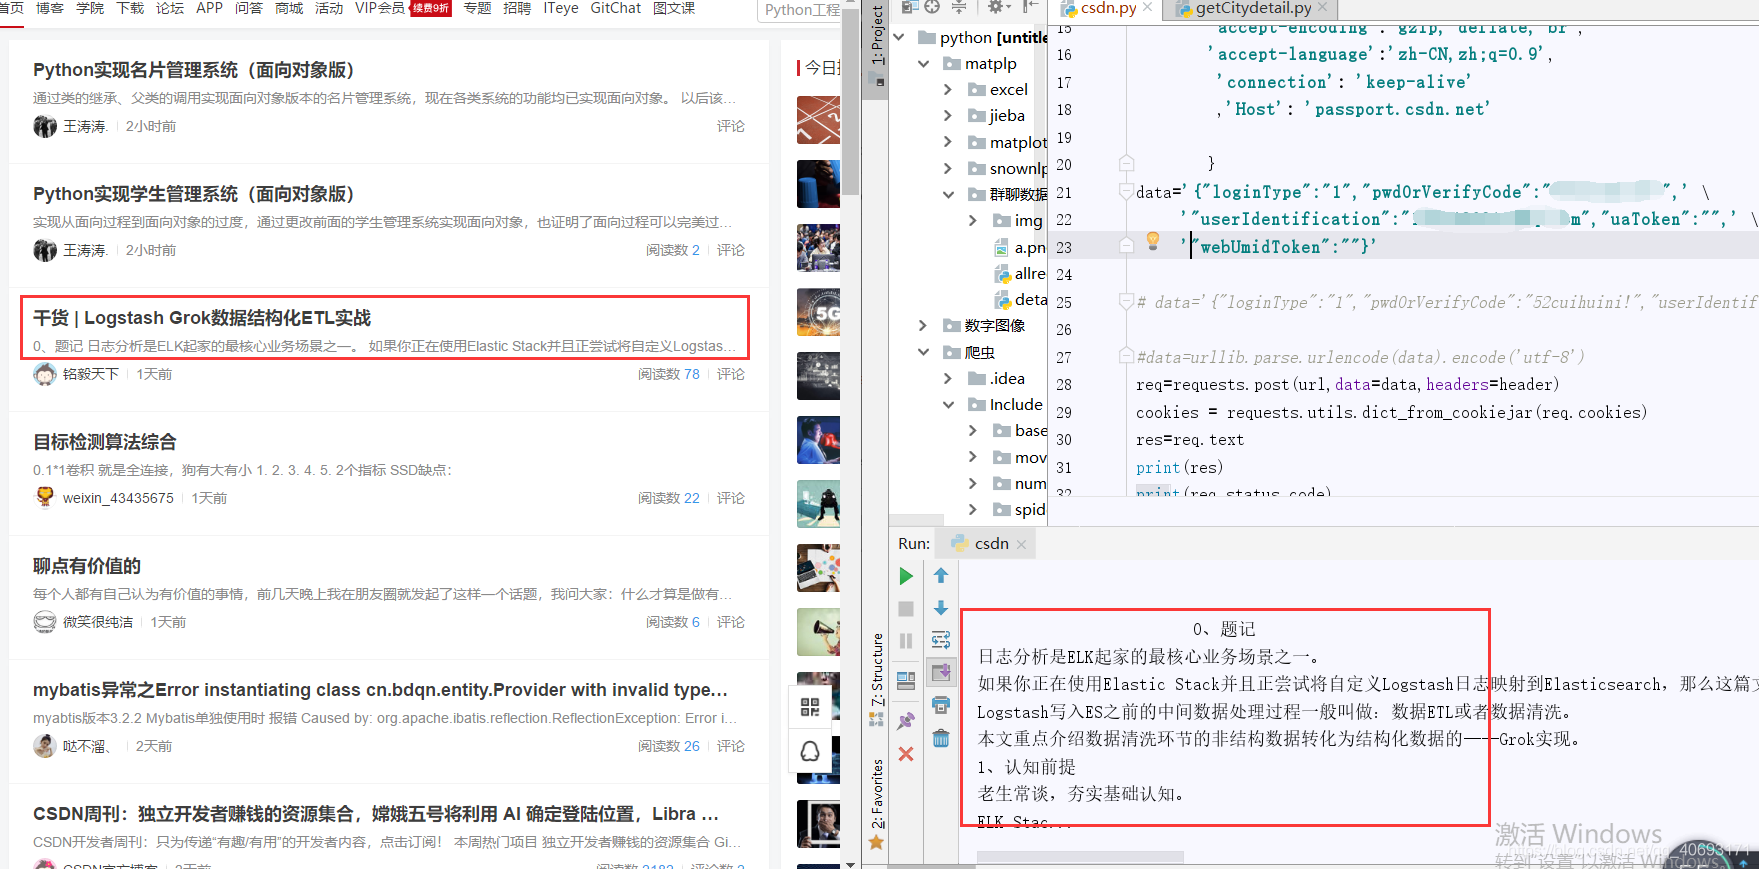 首页 博客 学院 下载 论坛 APP 问答 商城 活动 VIP会员 续费9折 专题 招聘 ITeye GitChat 图文课
Python工程
Python实现名片管理系统（面向对象版）
通过类的继承、父类的调用实现面向对象版本的名片管理系统，现在各类系统的功能均已实现面向对象。 以后该...
王涛涛. 2小时前 评论
Python实现学生管理系统（面向对象版）
实现从面向过程到面向对象的过度，通过更改前面的学生管理系统实现面向对象，也证明了面向过程可以完美过...
王涛涛. 2小时前 阅读数 2 评论
干货 | Logstash Grok数据结构化ETL实战
0、题记 日志分析是ELK起家的最核心业务场景之一。 如果你正在使用Elastic Stack并且正尝试将自定义Logstas...
铭毅天下 1天前 阅读数 78 评论
目标检测算法综合
0.1*1卷积 就是全连接，狗有大有小 1. 2. 3. 4. 5. 2个指标 SSD缺点：
weixin_43435675 1天前 阅读数 22 评论
聊点有价值的
每个人都有自己认为有价值的事情，前几天晚上我在朋友圈就发起了这样一个话题，我问大家：什么才算是做有...
微笑很纯洁 1天前 阅读数 6 评论
mybatis异常之Error instantiating class cn.bdqn.entity.Provider with invalid type...
myabtis版本3.2.2 Mybatis单独使用时 报错 Caused by: org.apache.ibatis.reflection.ReflectionException: Error i...
哒不溜、 2天前 阅读数 26 评论
CSDN周刊：独立开发者赚钱的资源集合，嫦娥五号将利用 AI 确定登陆位置，Libra ...
CSDN开发者周刊：只为传递“有趣/有用”的开发者内容，点击订阅！ 本周热门项目 独立开发者赚钱的资源集合 Gi...
CSDN官方博客 阅读数 2182 评论数 2
今日
5G
1: Project
7: Structure
2: Favorites
python [untitle
matplp
excel
jieba
matplot
snownlp
群聊数据
img
a.pn
allre
deta
数字图像
爬虫
.idea
Include
base
mov
num
spid
csdn.py
getCitydetail.py
15 'accept-encoding':'gzip, deflate, br',
16 'accept-language':'zh-CN,zh;q=0.9',
17 'connection': 'keep-alive'
18 ,'Host': 'passport.csdn.net'
19
20 }
21 data='{"loginType":"1","pwdOrVerifyCode":" ",' \
22 '"userIdentification":" m","uaToken":"",' \
23 '"webUmidToken":""}'
24
25 # data='{"loginType":"1","pwdOrVerifyCode":"52cuihuini!","userIdentif
26
27 #data=urllib.parse.urlencode(data).encode('utf-8')
28 req=requests.post(url,data=data,headers=header)
29 cookies = requests.utils.dict_from_cookiejar(req.cookies)
30 res=req.text
31 print(res)
32 print(req.status_code)
Run: csdn
0、题记
日志分析是ELK起家的最核心业务场景之一。
如果你正在使用Elastic Stack并且正尝试将自定义Logstash日志映射到Elasticsearch，那么这篇文
Logstash写入ES之前的中间数据处理过程一般叫做：数据ETL或者数据清洗。
本文重点介绍数据清洗环节的非结构数据转化为结构化数据的——Grok实现。
1、认知前提
老生常谈，夯实基础认知。
ELK Stac...
激活 Windows
转到“设置”以激活 Windows。